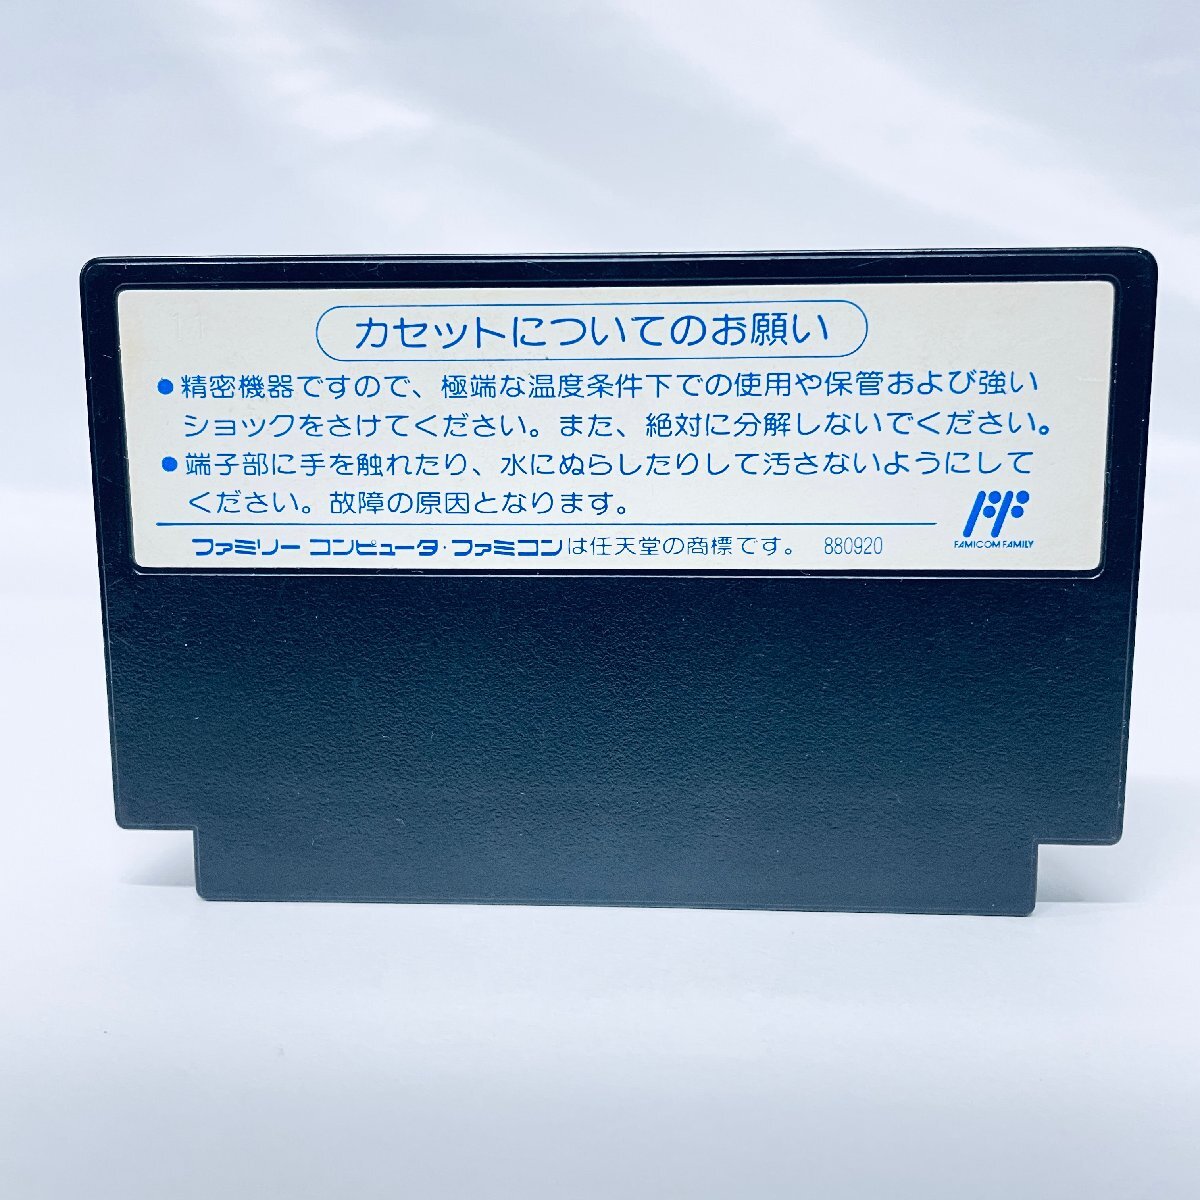 カセットについてのお願い
●精密機器ですので、極端な温度条件下での使用や保管および強い
ショックをさけてください。また、絶対に分解しないでください。
●端子部に手を触れたり、水にぬらしたりして汚さないようにして
ください。故障の原因となります。
ファミリー コンピュータ・ファミコンは任天堂の商標です。 880920
FAMICOM FAMILY